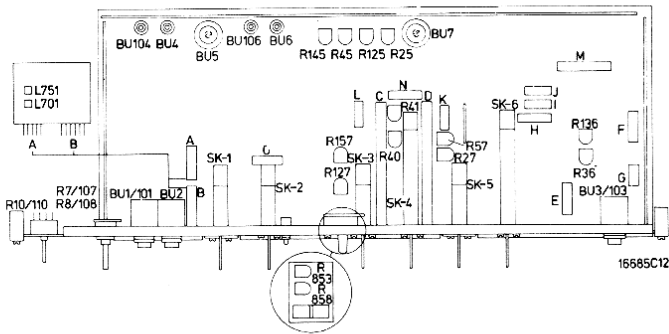 BU104 BU4 BU5 BU106 BU6 R145 R45 R125 R25 BU7
M
L751
L701
A B
L N C R41 D K SK-6 J
I
H
A O R157 R57 R136 F
SK-1 SK-2 R127 SK-3 R40 R27 R36 G
R7/107
R8/108
R10/110 BU1/101 BU2 B SK-4 SK-5 E BU3/103
16685C12
R
853
R
858